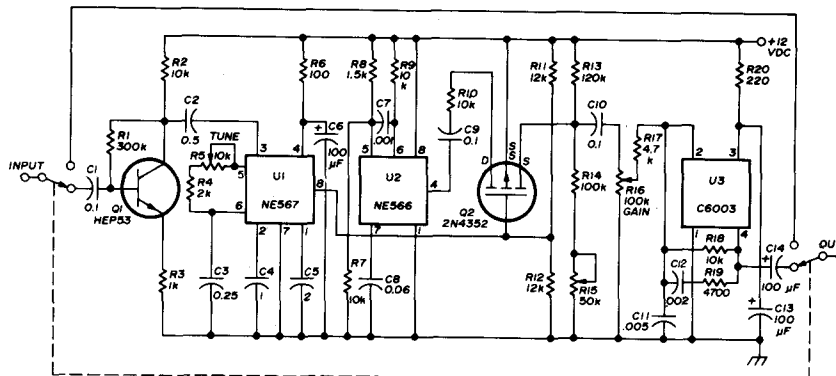 +12
VDC
R2
10k
C2
0.5
R1
300k
TUNE
R5
10k
R4
2k
INPUT
C1
0.1
Q1
HEP53
R3
1k
C3
0.25
3
5
6
4
8
2
7
1
U1
NE567
C4
1
C5
2
R6
100
C6
100
µF
R8
1.5k
R9
10
k
C7
.001
5
6
8
4
7
1
U2
NE566
R7
10k
C8
0.06
R10
10k
C9
0.1
D
S
S
S
Q2
2N4352
R11
12k
R12
12k
R13
120k
C10
0.1
R14
100k
R15
50k
R17
4.7
k
R16
100k
GAIN
R20
220
2
3
1
4
U3
C6003
R18
10k
C12
.002
R19
4700
C11
.005
C14
100 µF
C13
100
µF
OU